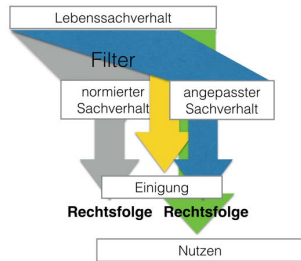 Lebenssachverhalt
Filter
normierter
Sachverhalt
angepasster
Sachverhalt
Einigung
Rechtsfolge Rechtsfolge
Nutzen